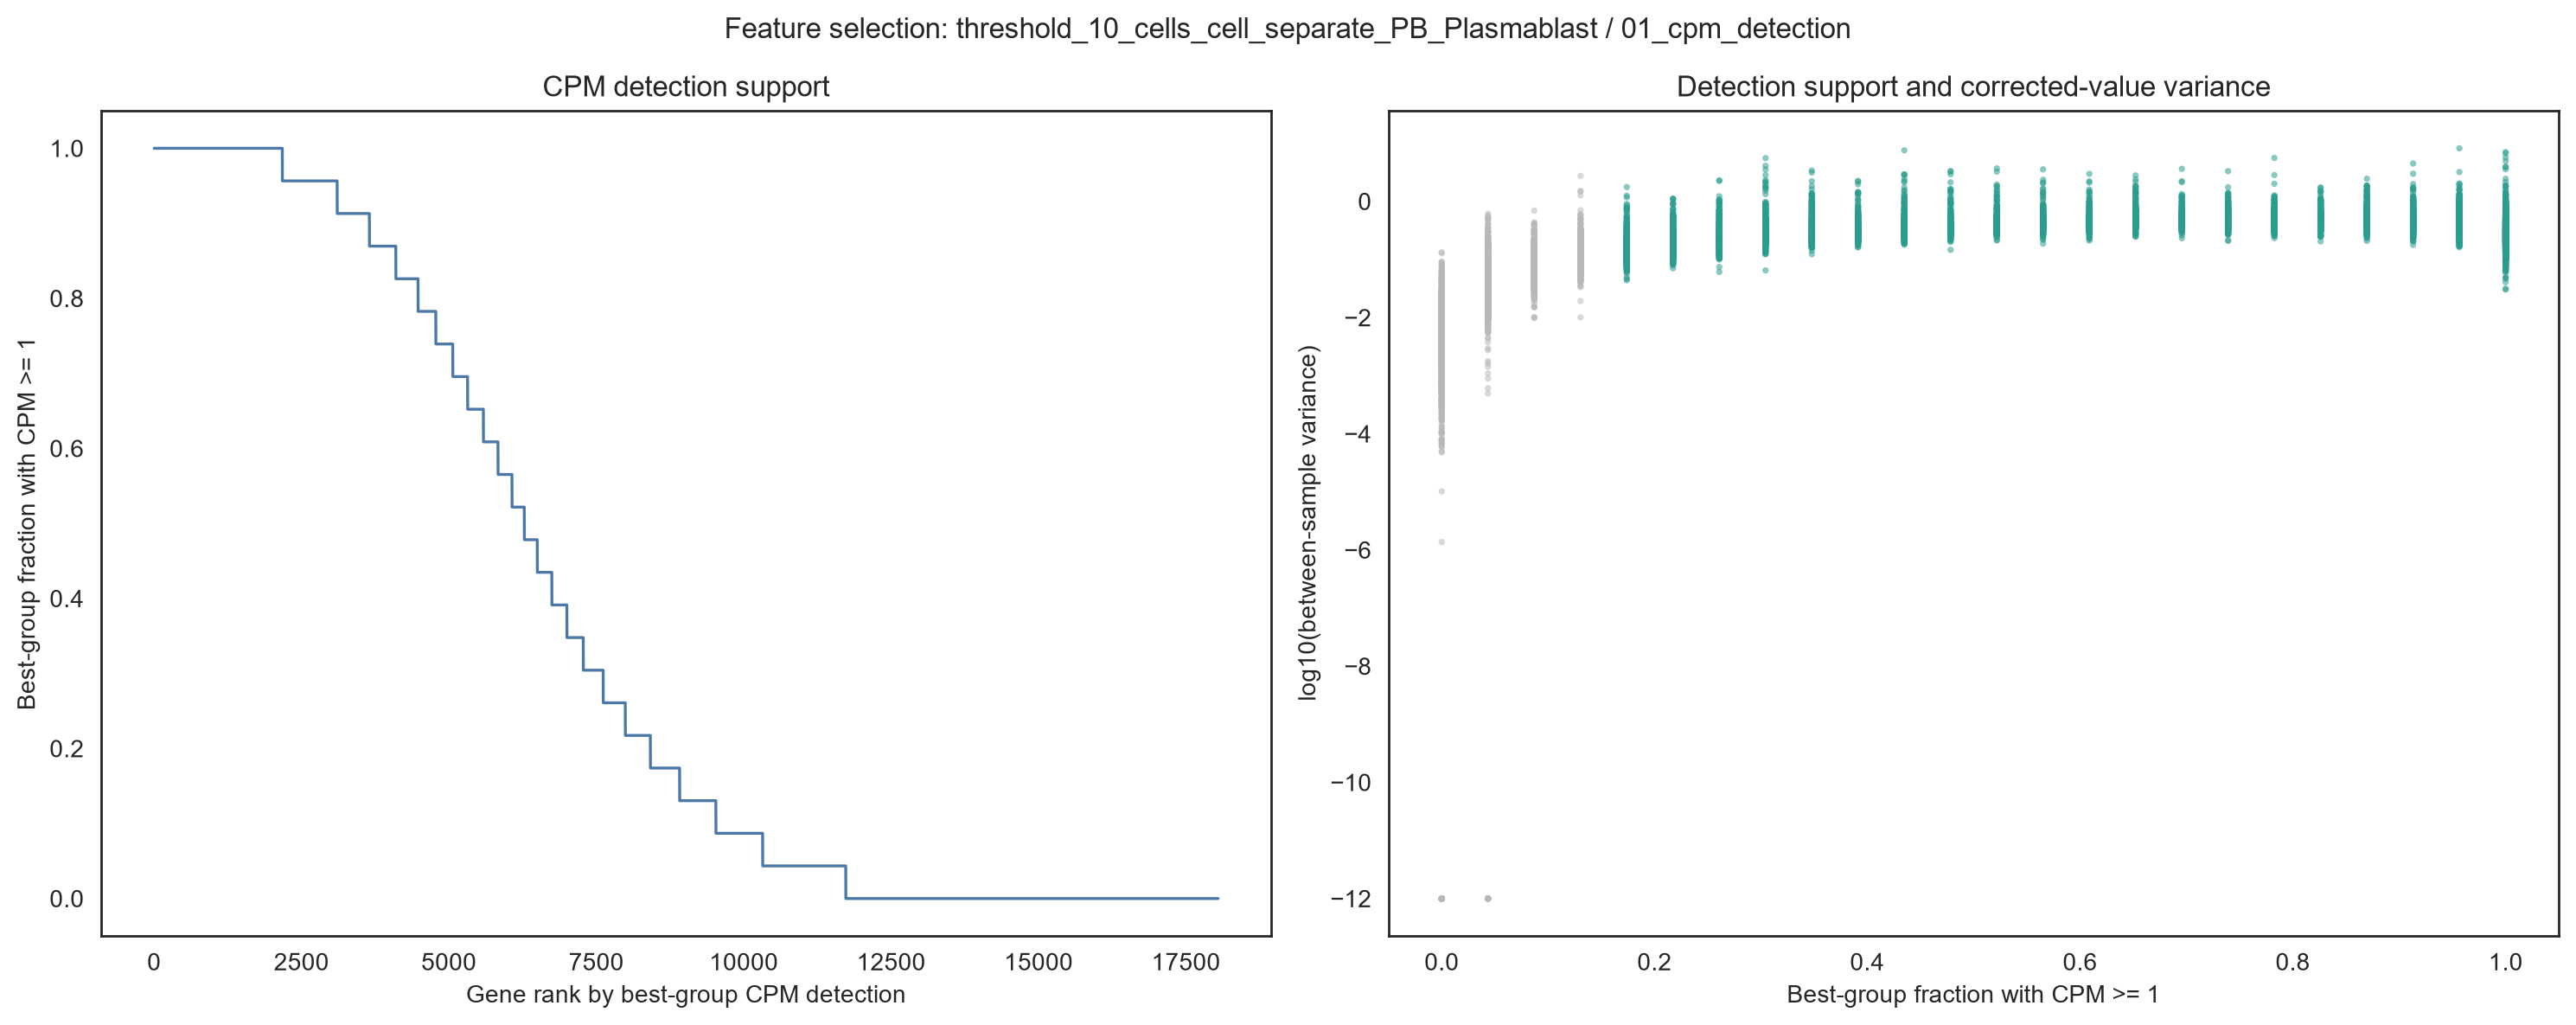 Feature selection: threshold_10_cells_cell_separate_PB_Plasmablast / 01_cpm_detection
CPM detection support
Best-group fraction with CPM >= 1
1.0
0.8
0.6
0.4
0.2
0.0
0 2500 5000 7500 10000 12500 15000 17500
Gene rank by best-group CPM detection
Detection support and corrected-value variance
log10(between-sample variance)
0
−2
−4
−6
−8
−10
−12
0.0 0.2 0.4 0.6 0.8 1.0
Best-group fraction with CPM >= 1